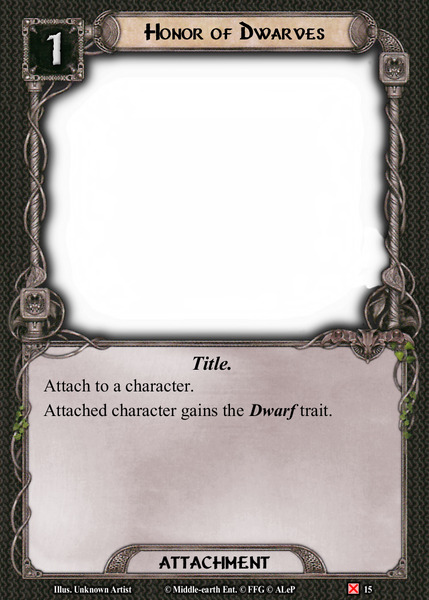 1
Honor of Dwarves
Title.
Attach to a character.
Attached character gains the Dwarf trait.
ATTACHMENT
Illus. Unknown Artist © Middle-earth Ent. © FFG © ALeP 15